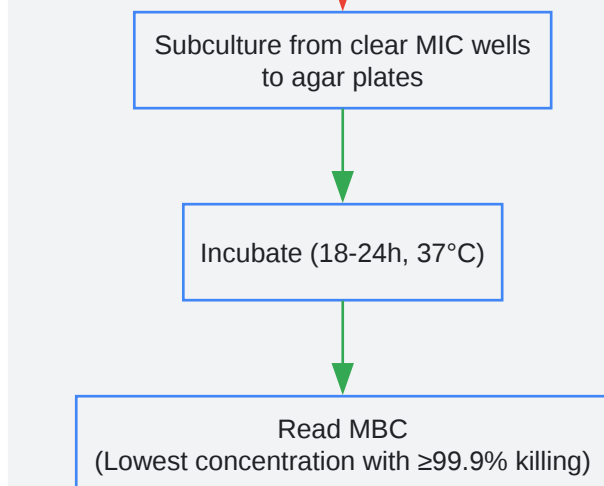 Subculture from clear MIC wells
to agar plates
Incubate (18-24h, 37°C)
Read MBC
(Lowest concentration with ≥99.9% killing)